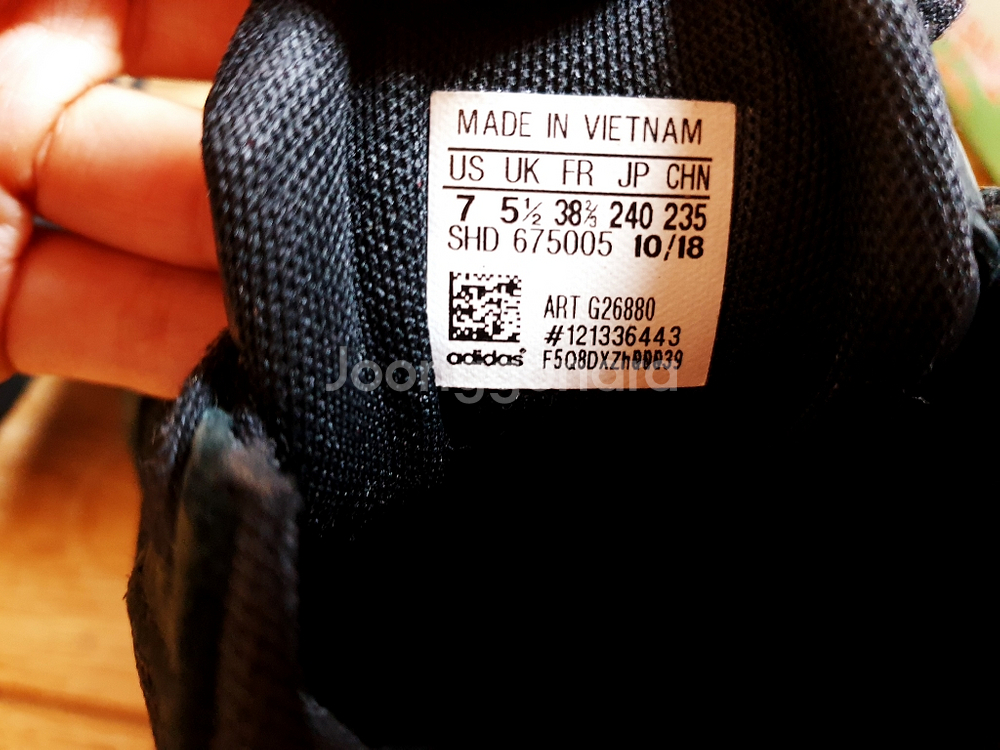 MADE IN VIETNAM
US UK FR JP CHN
7 5½ 38⅔ 240 235
SHD 675005 10/18
ART G26880
#121336443
adidas
Joonggonara